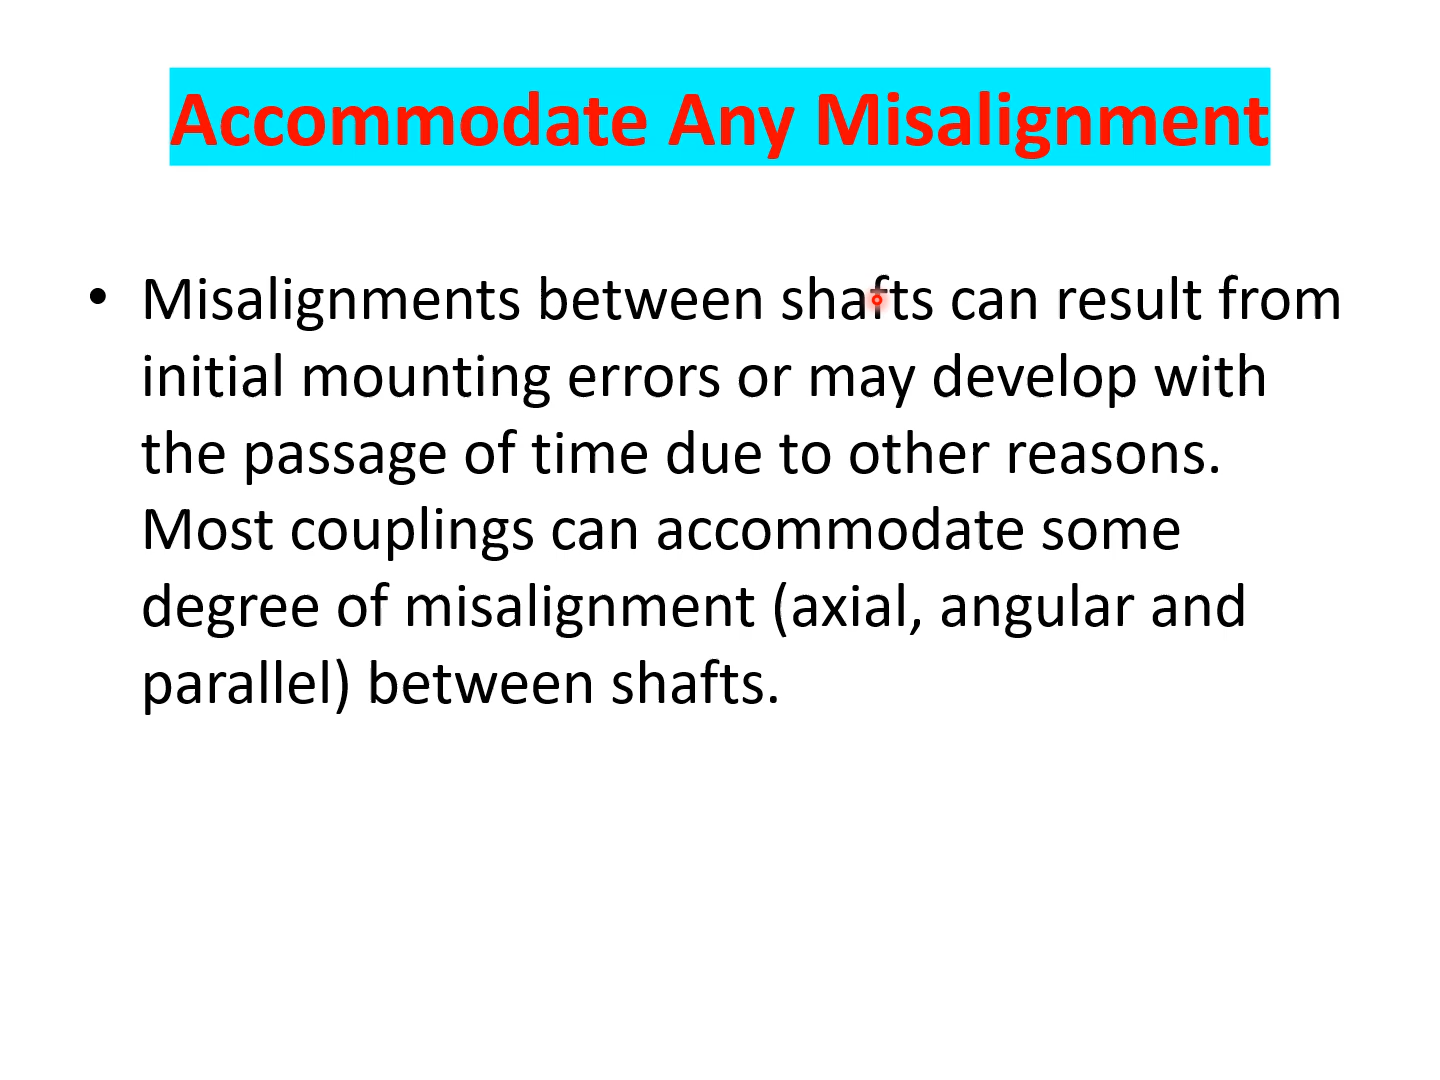 Accommodate Any Misalignment
• Misalignments between shafts can result from
initial mounting errors or may develop with
the passage of time due to other reasons.
Most couplings can accommodate some
degree of misalignment (axial, angular and
parallel) between shafts.